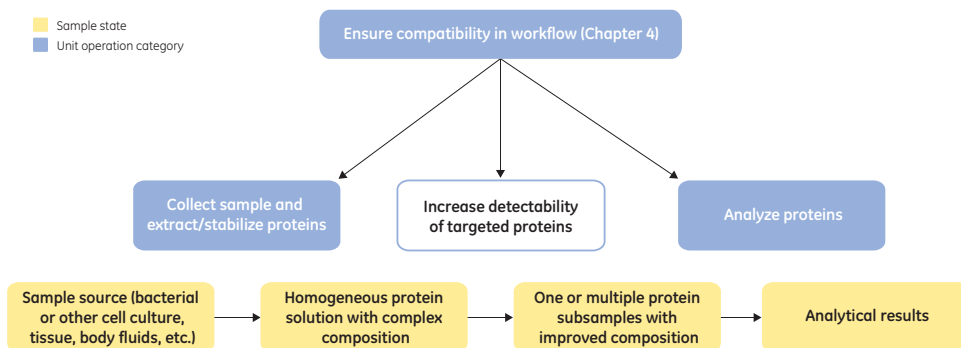 Sample state
Unit operation category
Ensure compatibility in workflow (Chapter 4)
Collect sample and
extract/stabilize proteins
Increase detectability
of targeted proteins
Analyze proteins
Sample source (bacterial
or other cell culture,
tissue, body fluids, etc.)
Homogeneous protein
solution with complex
composition
One or multiple protein
subsamples with
improved composition
Analytical results